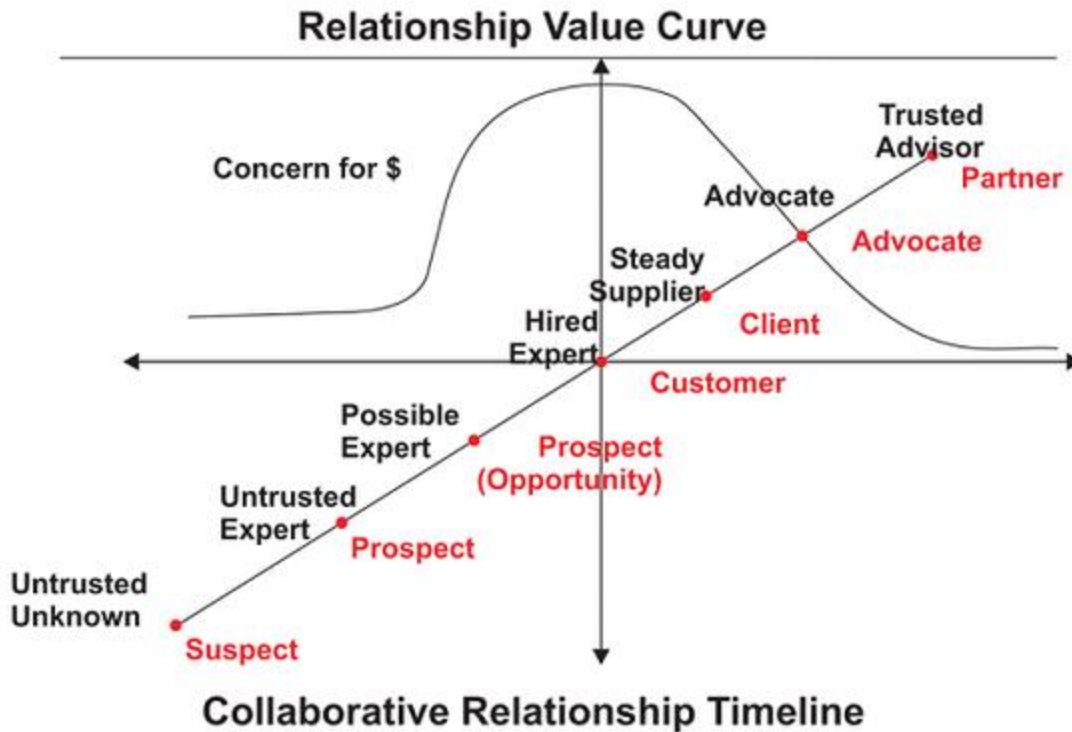 Relationship Value Curve
Concern for $
Trusted
Advisor
Partner
Advocate
Advocate
Steady
Supplier
Client
Hired
Expert
Customer
Possible
Expert
Prospect
(Opportunity)
Untrusted
Expert
Prospect
Untrusted
Unknown
Suspect
Collaborative Relationship Timeline